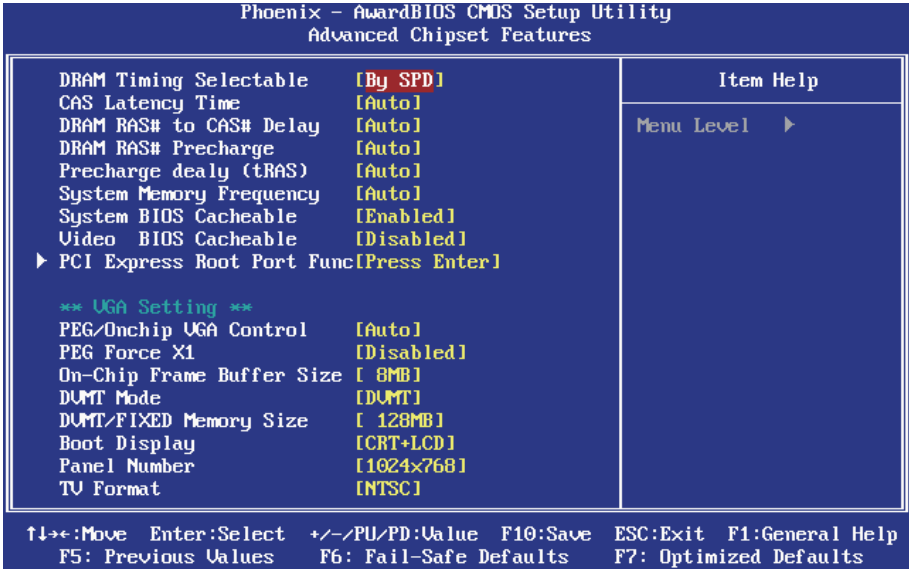 Phoenix - AwardBIOS CMOS Setup Utility
Advanced Chipset Features
DRAM Timing Selectable [By SPD]
CAS Latency Time [Auto]
DRAM RAS# to CAS# Delay [Auto]
DRAM RAS# Precharge [Auto]
Precharge dealy (tRAS) [Auto]
System Memory Frequency [Auto]
System BIOS Cacheable [Enabled]
Video BIOS Cacheable [Disabled]
▶ PCI Express Root Port Func[Press Enter]
** VGA Setting **
PEG/Onchip VGA Control [Auto]
PEG Force X1 [Disabled]
On-Chip Frame Buffer Size [ 8MB]
DVMT Mode [DVMT]
DVMT/FIXED Memory Size [ 128MB]
Boot Display [CRT+LCD]
Panel Number [1024x768]
TV Format [NTSC]
Item Help
Menu Level ▶
↑↓→←:Move Enter:Select +/-/PU/PD:Value F10:Save ESC:Exit F1:General Help
F5: Previous Values F6: Fail-Safe Defaults F7: Optimized Defaults